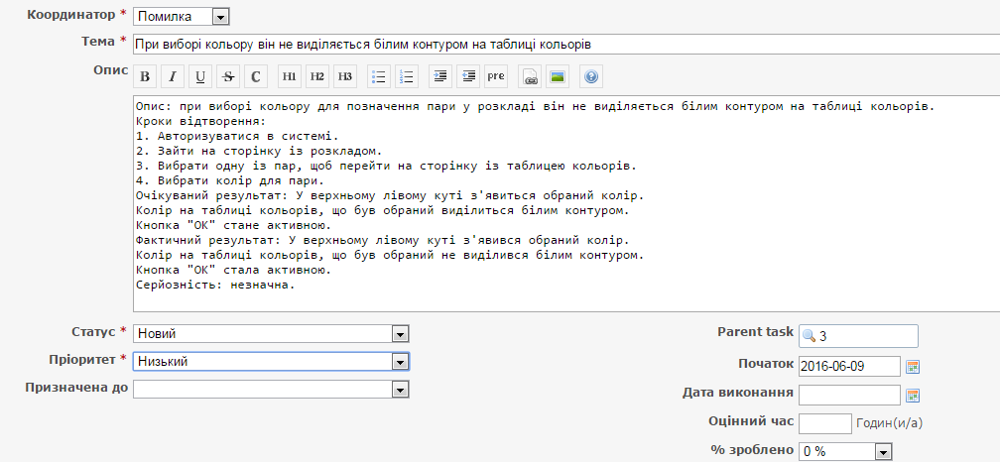 Координатор * Помилка
Тема * При виборі кольору він не виділяється білим контуром на таблиці кольорів
Опис B I U S C H1 H2 H3 pre
Опис: при виборі кольору для позначення пари у розкладі він не виділяється білим контуром на таблиці кольорів.
Кроки відтворення:
1. Авторизуватися в системі.
2. Зайти на сторінку із розкладом.
3. Вибрати одну із пар, щоб перейти на сторінку із таблицею кольорів.
4. Вибрати колір для пари.
Очікуваний результат: У верхньому лівому куті з'явиться обраний колір.
Колір на таблиці кольорів, що був обраний виділиться білим контуром.
Кнопка "ОК" стане активною.
Фактичний результат: У верхньому лівому куті з'явився обраний колір.
Колір на таблиці кольорів, що був обраний не виділився білим контуром.
Кнопка "ОК" стала активною.
Серйозність: незначна.
Статус * Новий
Parent task 3
Пріоритет * Низький
Початок 2016-06-09
Призначена до
Дата виконання
Оцінний час Годин(и/а)
% зроблено 0 %